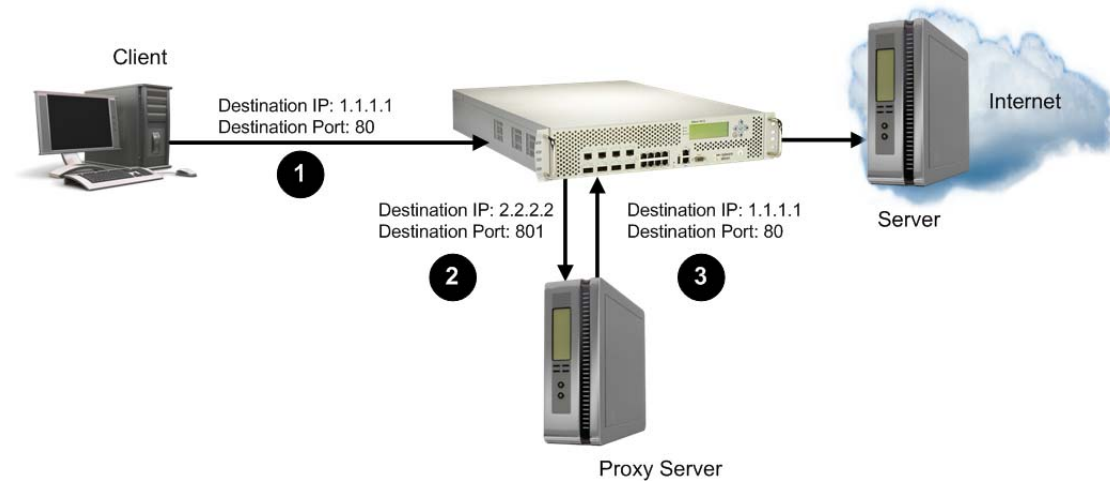 Client
Destination IP: 1.1.1.1
Destination Port: 80
1
Internet
Server
Destination IP: 2.2.2.2
Destination Port: 801
2
Destination IP: 1.1.1.1
Destination Port: 80
3
Proxy Server